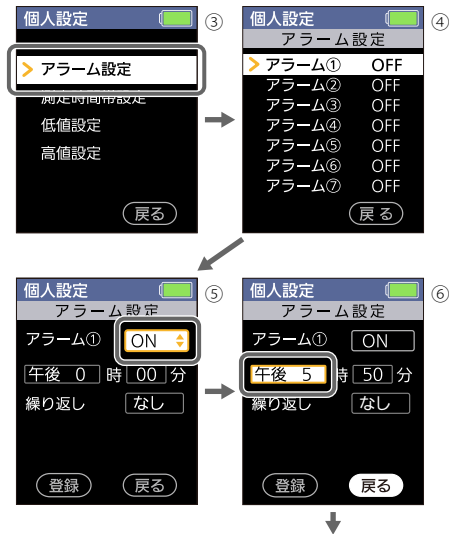 個人設定
③
アラーム設定
測定時間帯設定
低値設定
高値設定
戻る
個人設定
④
アラーム設定
アラーム① OFF
アラーム② OFF
アラーム③ OFF
アラーム④ OFF
アラーム⑤ OFF
アラーム⑥ OFF
アラーム⑦ OFF
戻る
個人設定
⑤
アラーム設定
アラーム① ON
午後 0 時 00 分
繰り返し なし
登録 戻る
個人設定
⑥
アラーム設定
アラーム① ON
午後 5 時 50 分
繰り返し なし
登録 戻る